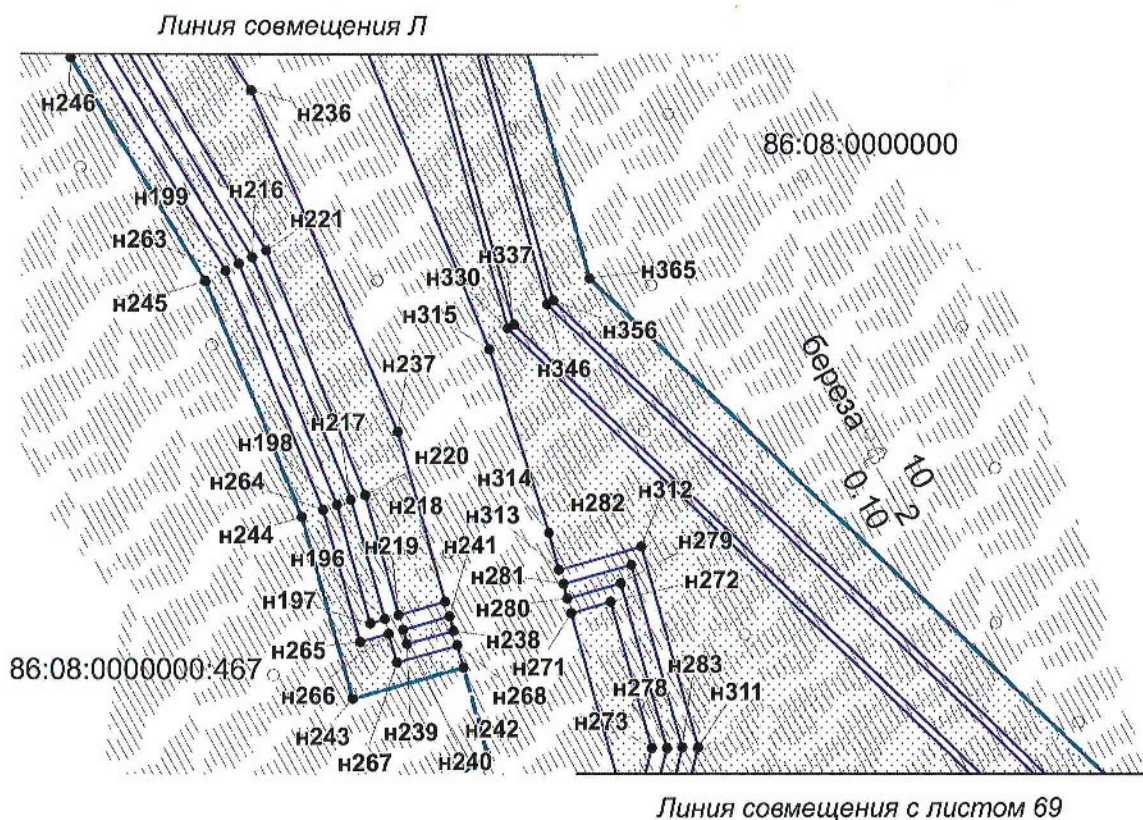 Линия совмещения Л
н246
н236
86:08:0000000
н199
н216
н221
н263
н245
н337
н330
н365
н315
н356
н346
береза
10
2
0.10
н237
н217
н198
н220
н264
н314
н312
н244
н218
н282
н313
н196
н219
н241
н279
н281
н272
н197
н280
н238
н265
н271
86:08:0000000:467
н283
н266
н268
н278
н311
н243
н239
н242
н273
н267
н240
Линия совмещения с листом 69